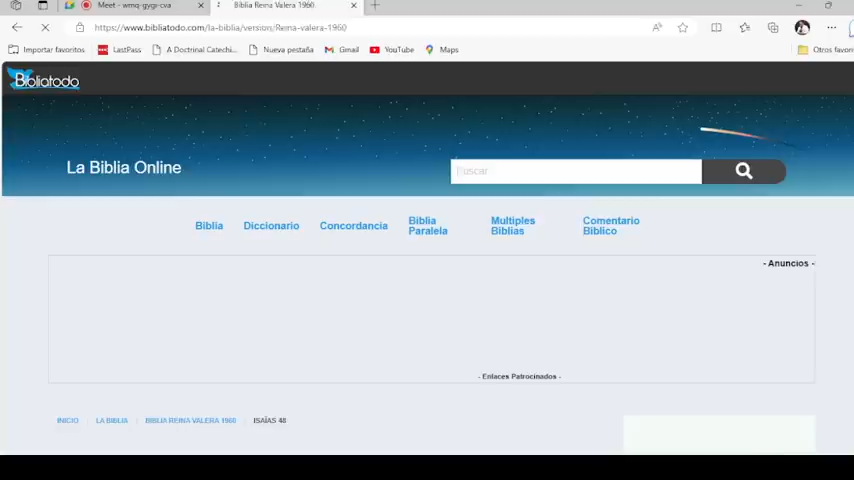 Meet - wmq-gygi-cva
Biblia Reina Valera 1960
https://www.bibliatodo.com/la-biblia/version/Reina-valera-1960
Importar favoritos
LastPass
A Doctrinal Catechi...
Nueva pestaña
Gmail
YouTube
Maps
Otros favori
Bibliatodo
La Biblia Online
Buscar
Biblia
Diccionario
Concordancia
Biblia Paralela
Multiples Biblias
Comentario Biblico
- Anuncios -
- Enlaces Patrocinados -
INICIO
LA BIBLIA
BIBLIA REINA VALERA 1960
ISAÍAS 48